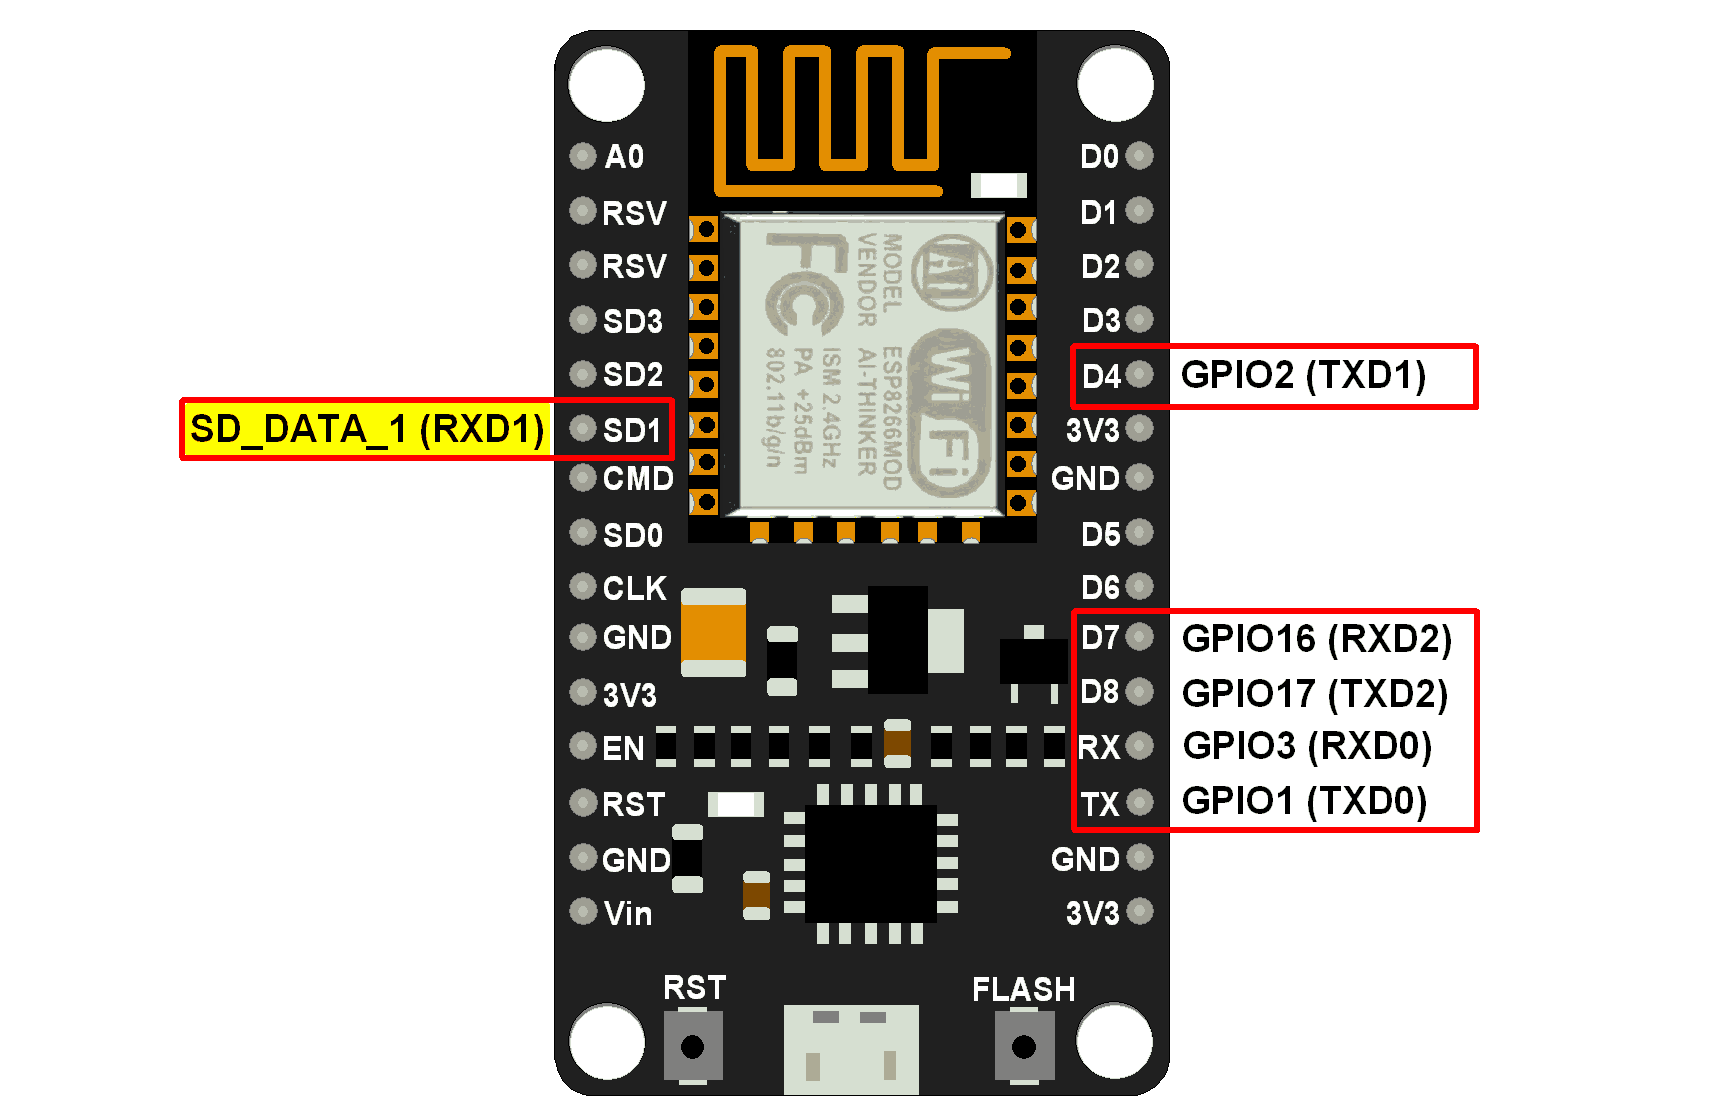 A0
RSV
RSV
SD3
SD2
SD_DATA_1 (RXD1) SD1
CMD
SD0
CLK
GND
3V3
EN
RST
GND
Vin
FC
MODEL
VENDOR
ESP8266MOD
AI-THINKER
ISM 2.4GHz
PA +25dBm
802.11b/g/n
WiFi
D0
D1
D2
D3
D4 GPIO2 (TXD1)
3V3
GND
D5
D6
D7 GPIO16 (RXD2)
D8 GPIO17 (TXD2)
RX GPIO3 (RXD0)
TX GPIO1 (TXD0)
GND
3V3
RST
FLASH